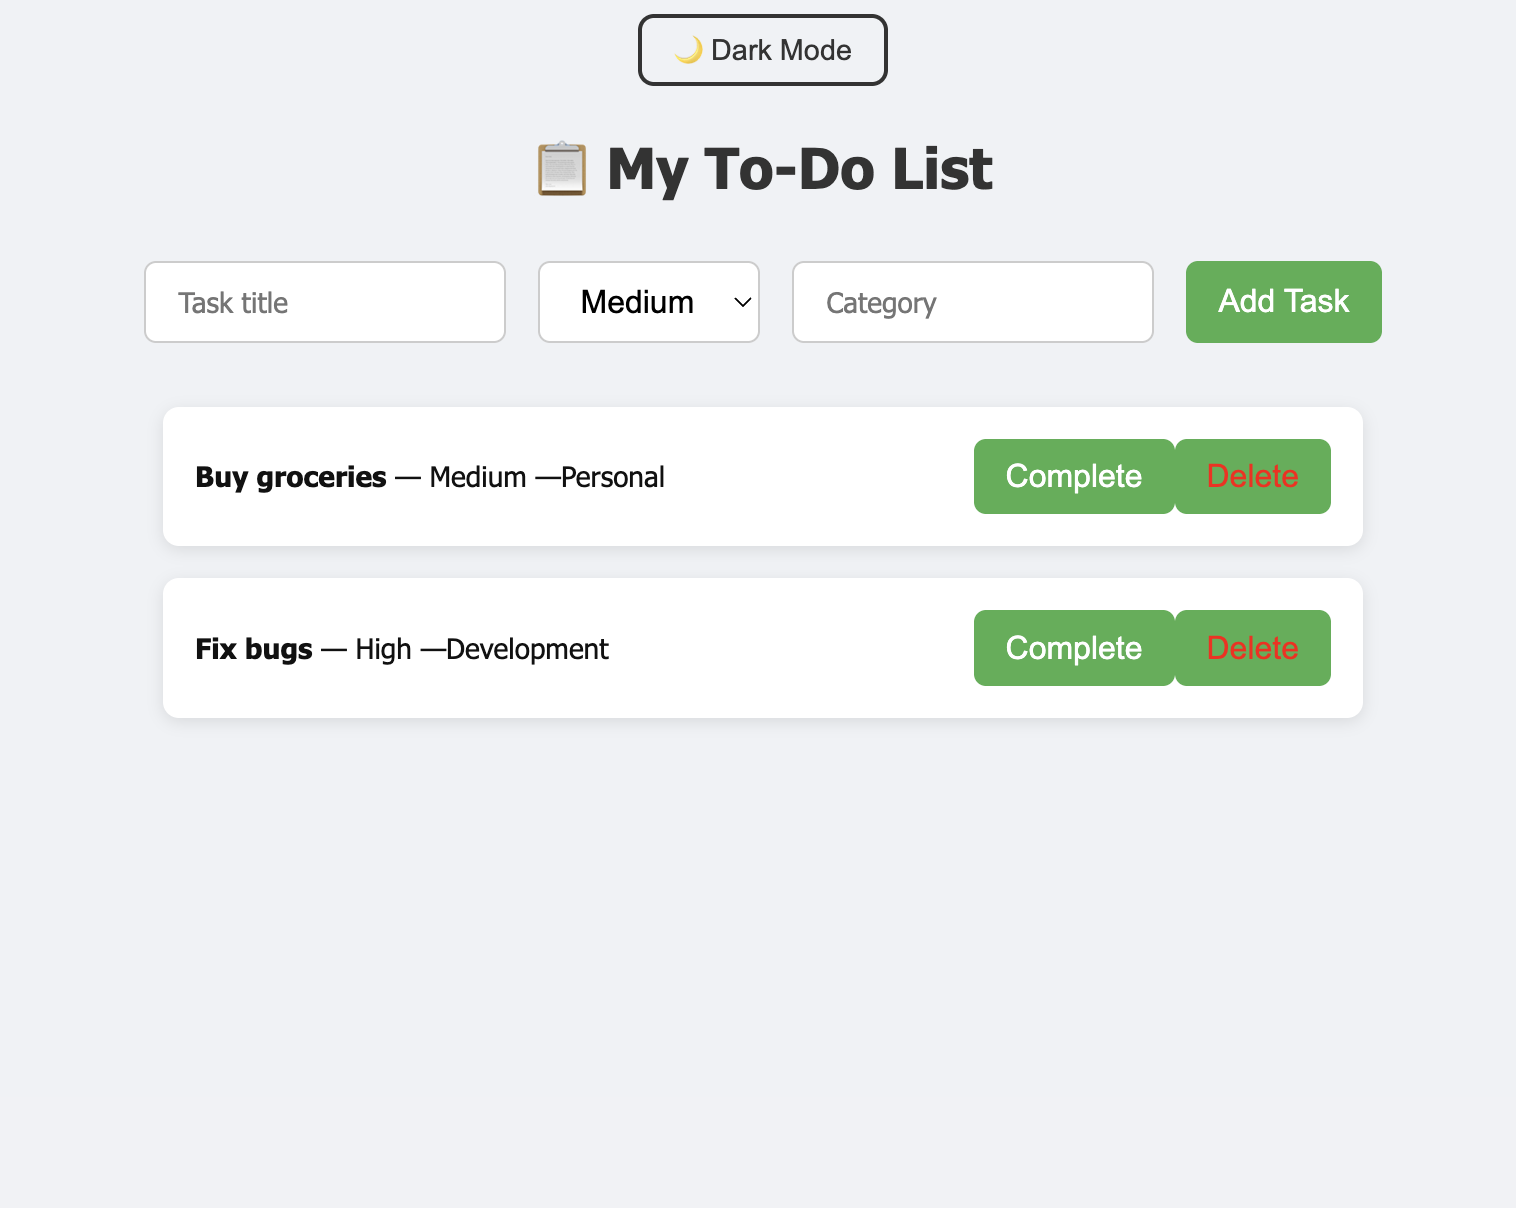 🌙 Dark Mode
📋 My To-Do List
Task title Medium Category Add Task
Buy groceries — Medium —Personal Complete Delete
Fix bugs — High —Development Complete Delete